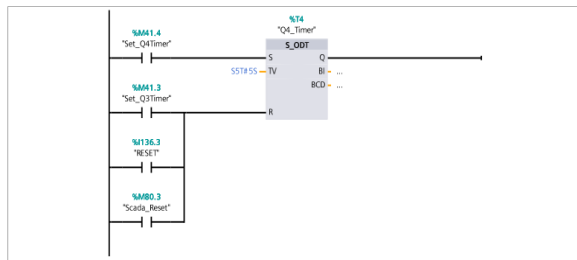 %T4
"Q4_Timer"
%M41.4
"Set_Q4Timer"
S_ODT
S
Q
S5T#5S
TV
BI
...
BCD
...
%M41.3
"Set_Q3Timer"
R
%I136.3
"RESET"
%M80.3
"Scada_Reset"